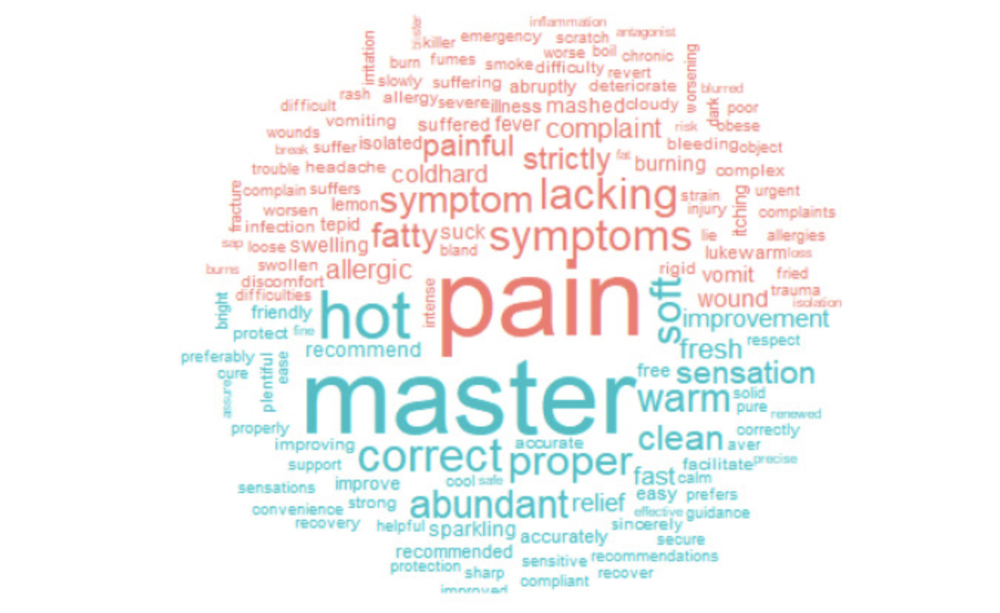 inflammation
antagonist
blister killer emergency scratch
irritation worse boil chronic
burn fumes smoke difficulty revert worsening
slowly suffering abruptly deteriorate blurred
rash allergy severe illness mashed cloudy dark poor
difficult vomiting suffered fever complaint risk obese
wounds isolated painful strictly bleeding object
break suffer fat burning complex
trouble headache coldhard
fracture complain suffers symptom lacking strain itching urgent
worsen lemon injury complaints
infection tepid fatty suck symptoms lie allergies
sap loose swelling bland lukewarm loss
burns swollen allergic rigid vomit fried
discomfort intense pain soft wound trauma
difficulties isolation
bright friendly hot improvement
protect fine fresh respect
preferably plentiful ease recommend sensation
cure master free
assure warm solid
pure renewed
properly clean correctly
improving correct accurate proper aver
support facilitate precise
sensations improve cool safe fast calm
convenience strong abundant relief easy prefers
effective guidance
recovery helpful sparkling accurately sincerely
secure
recommended sensitive recommendations
protection sharp compliant recover
improved